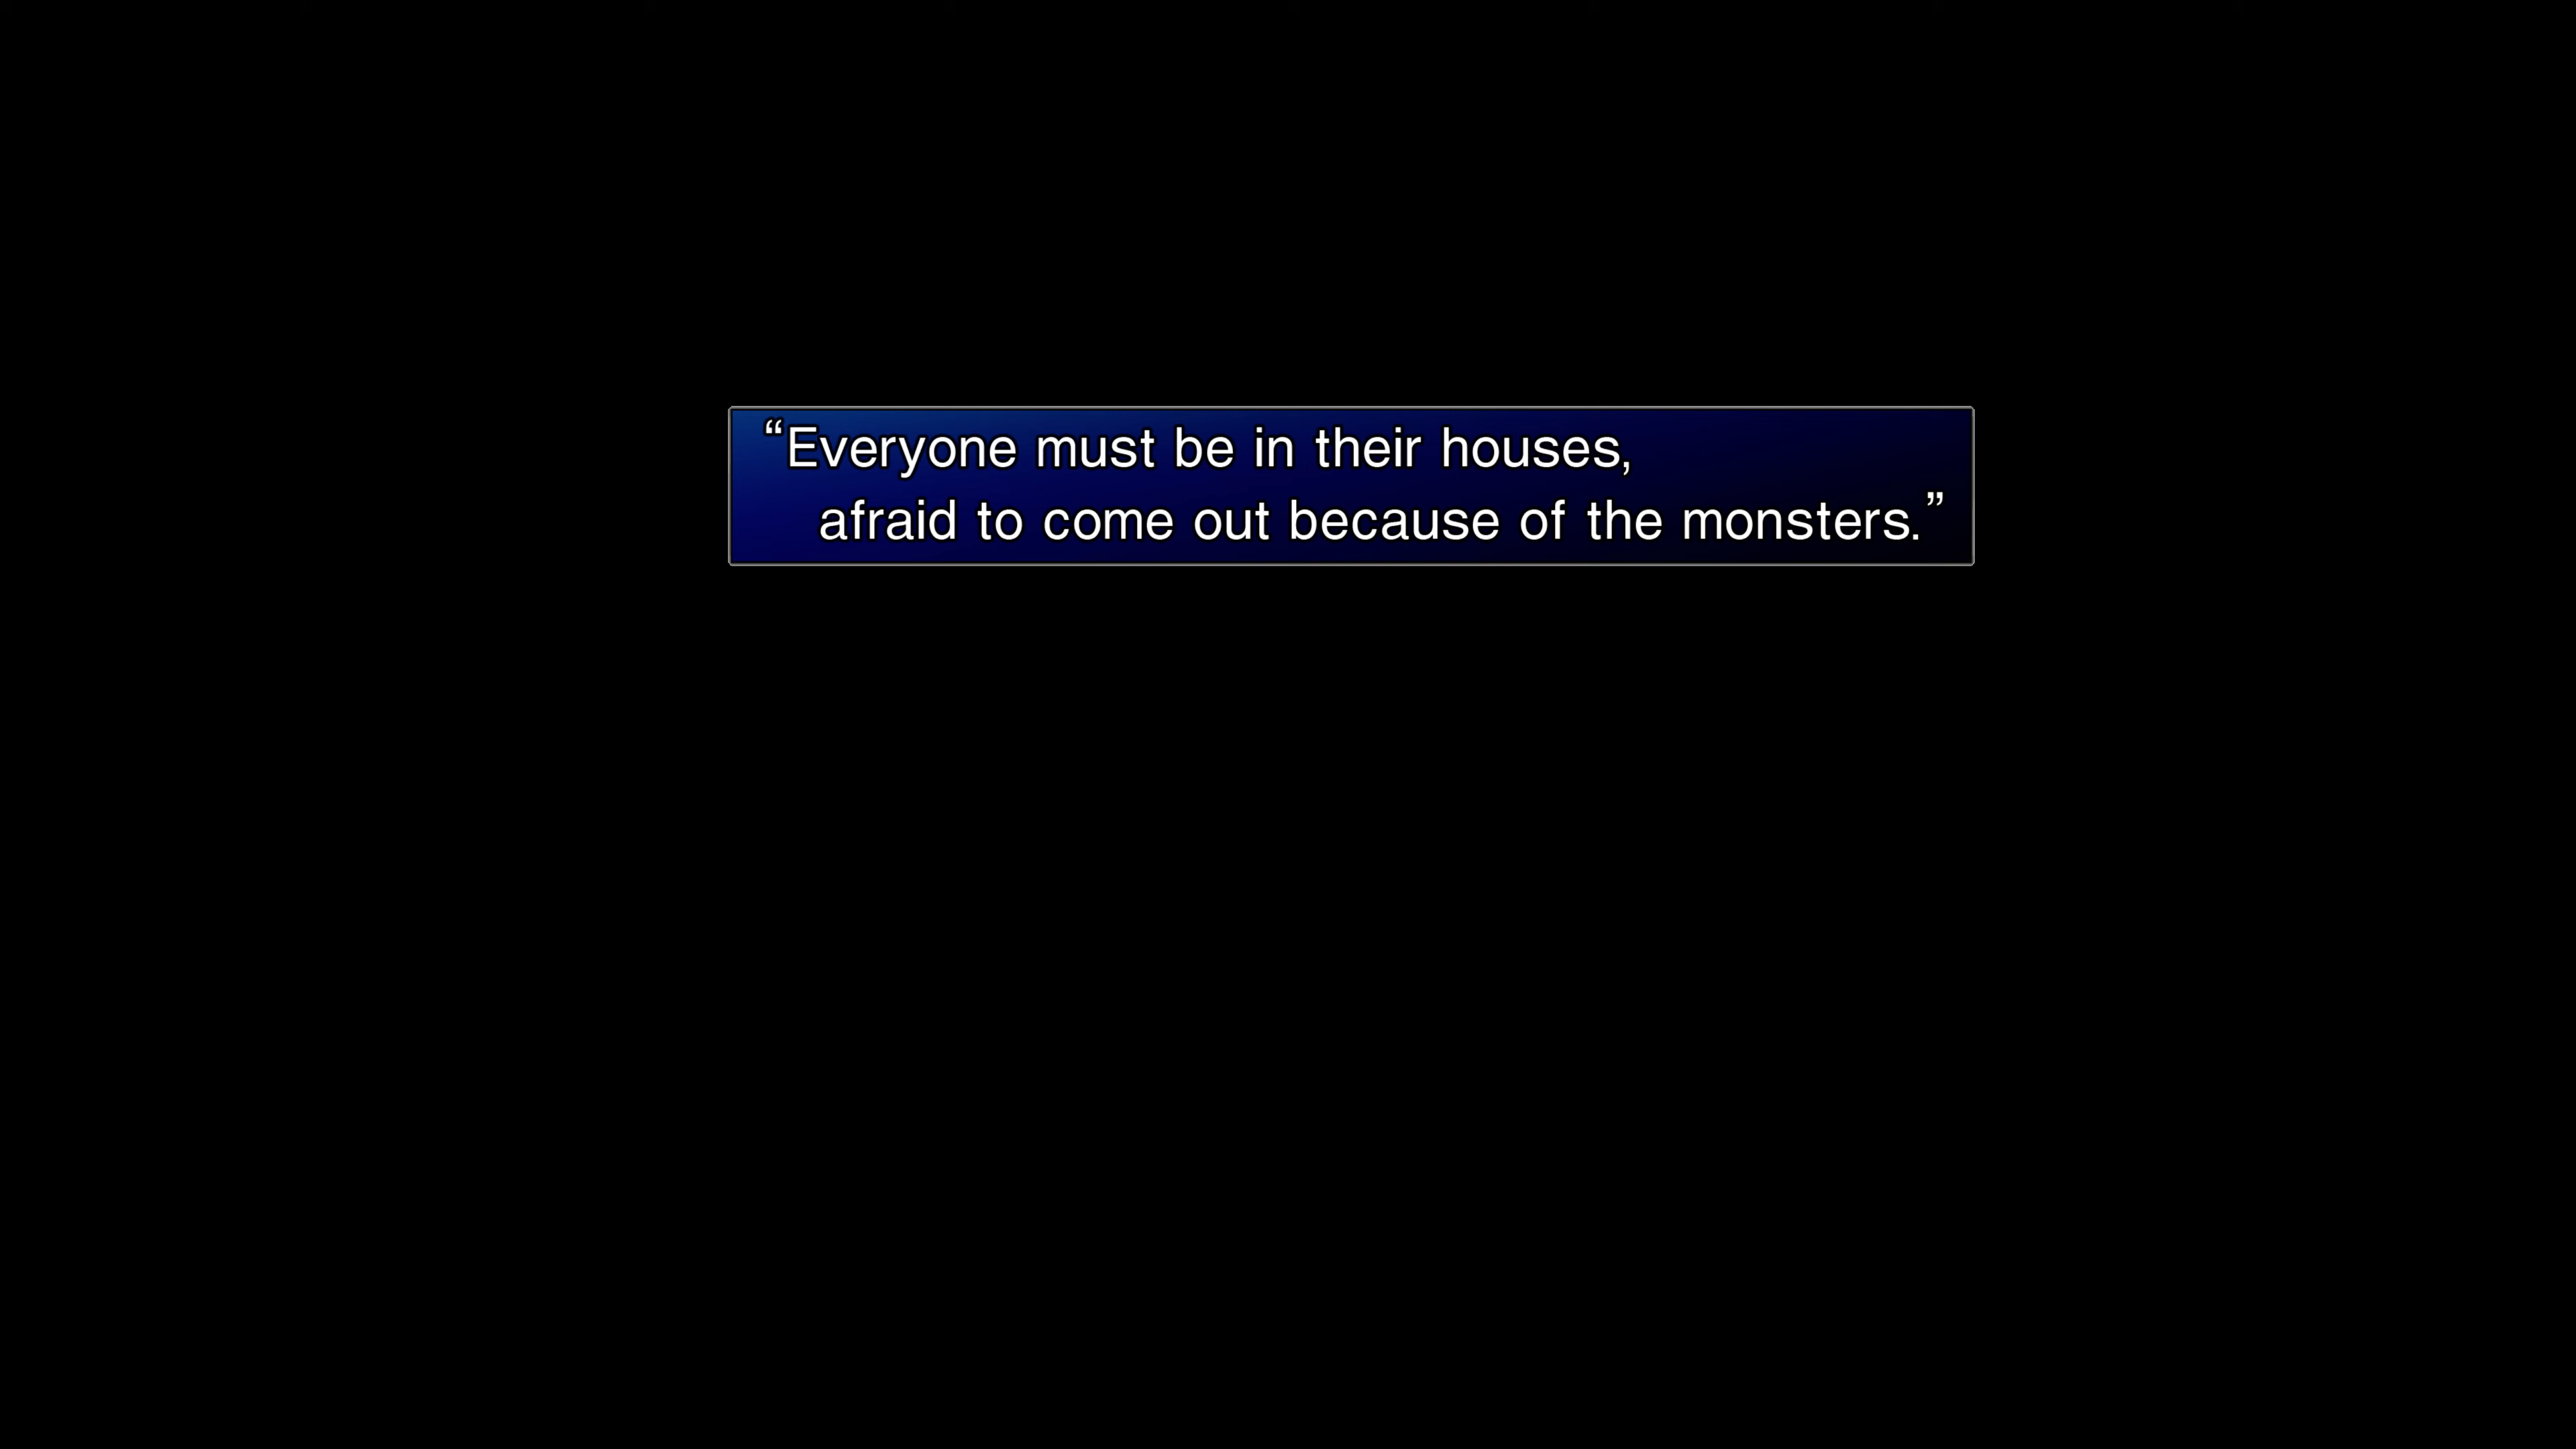 “Everyone must be in their houses,
afraid to come out because of the monsters.”